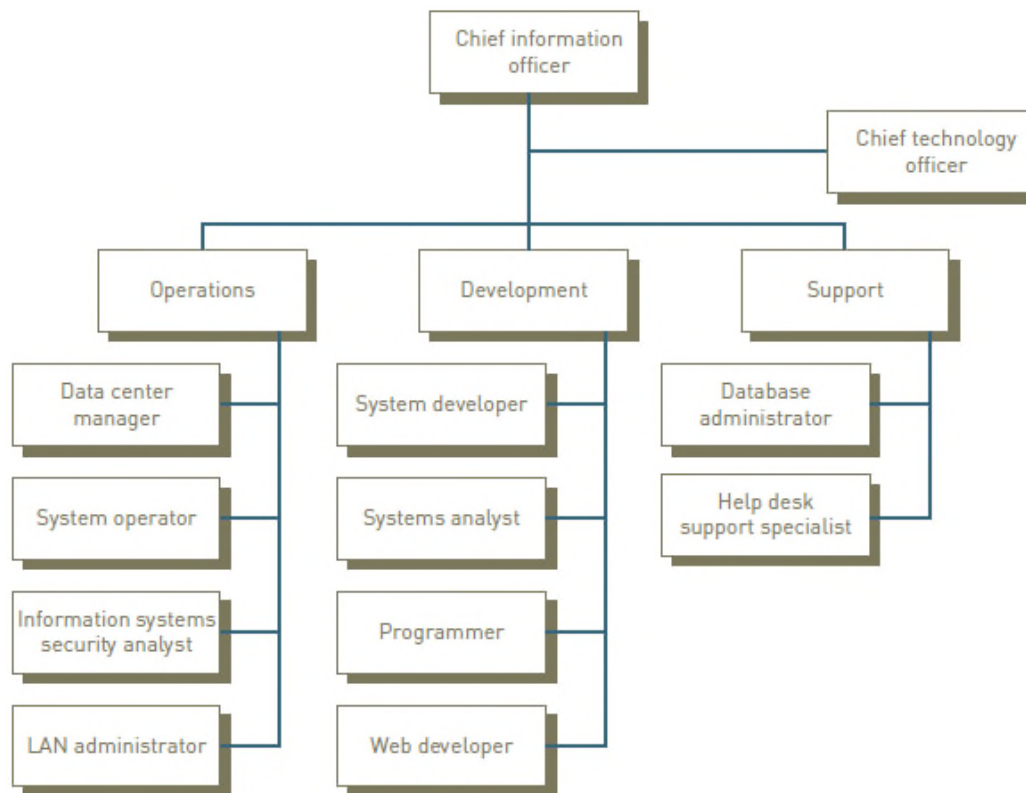 Chief information
officer
Chief technology
officer
Operations
Development
Support
Data center
manager
System developer
Database
administrator
System operator
Systems analyst
Help desk
support specialist
Information systems
security analyst
Programmer
LAN administrator
Web developer